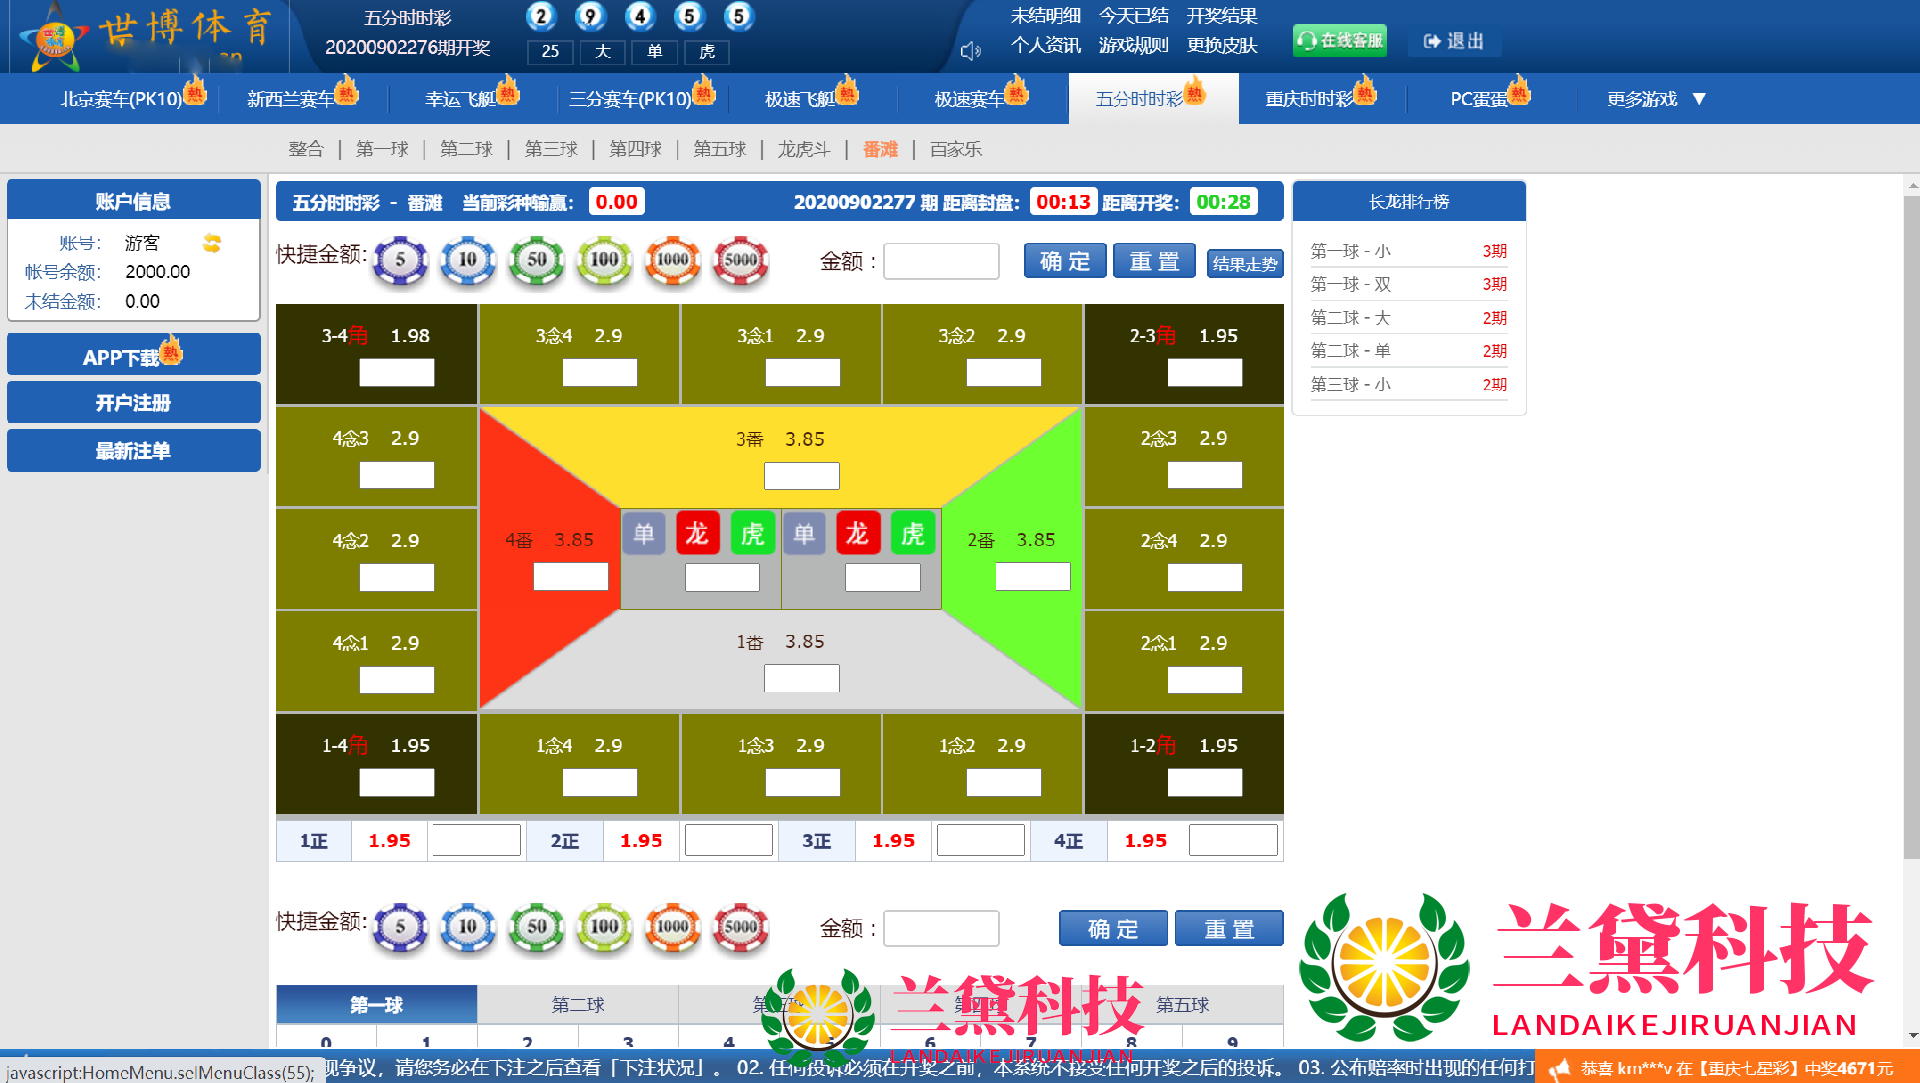 世博体育
五分时时彩
20200902276期开奖
2 9 4 5 5
25 大 单 虎
未结明细 今天已结 开奖结果
个人资讯 游戏规则 更换皮肤
在线客服
退出
北京赛车(PK10) 新西兰赛车 幸运飞艇 三分赛车(PK10) 极速飞艇 极速赛车 五分时时彩 重庆时时彩 PC蛋蛋 更多游戏 ▼
整合 | 第一球 | 第二球 | 第三球 | 第四球 | 第五球 | 龙虎斗 | 番滩 | 百家乐
账户信息
账号: 游客
帐号余额: 2000.00
未结金额: 0.00
APP下载
开户注册
最新注单
五分时时彩 - 番滩 当前彩种输赢: 0.00 20200902277 期 距离封盘: 00:13 距离开奖: 00:28
快捷金额: 5 10 50 100 1000 5000 金额 : 确 定 重 置 结果走势
3-4角 1.98 3念4 2.9 3念1 2.9 3念2 2.9 2-3角 1.95
4念3 2.9 3番 3.85 2念3 2.9
4念2 2.9 4番 3.85 单 龙 虎 单 龙 虎 2番 3.85 2念4 2.9
4念1 2.9 1番 3.85 2念1 2.9
1-4角 1.95 1念4 2.9 1念3 2.9 1念2 2.9 1-2角 1.95
1正 1.95 2正 1.95 3正 1.95 4正 1.95
长龙排行榜
第一球 - 小 3期
第一球 - 双 3期
第二球 - 大 2期
第二球 - 单 2期
第三球 - 小 2期
快捷金额: 5 10 50 100 1000 5000 金额 : 确 定 重 置
第一球 第二球 第五球
0 1 2 3 4 5 6 7 8 9
兰黛科技
LANDAIKEJIRUANJIAN
兰黛科技
LANDAIKEJIRUANJIAN
javascript:HomeMenu.selMenuClass(55);
现争议，请您务必在下注之后查看「下注状况」。 02. 任何投诉必须在开奖之前，本系统不接受任何开奖之后的投诉。 03. 公布赔率时出现的任何打
恭喜 km***v 在【重庆七星彩】中奖4671元